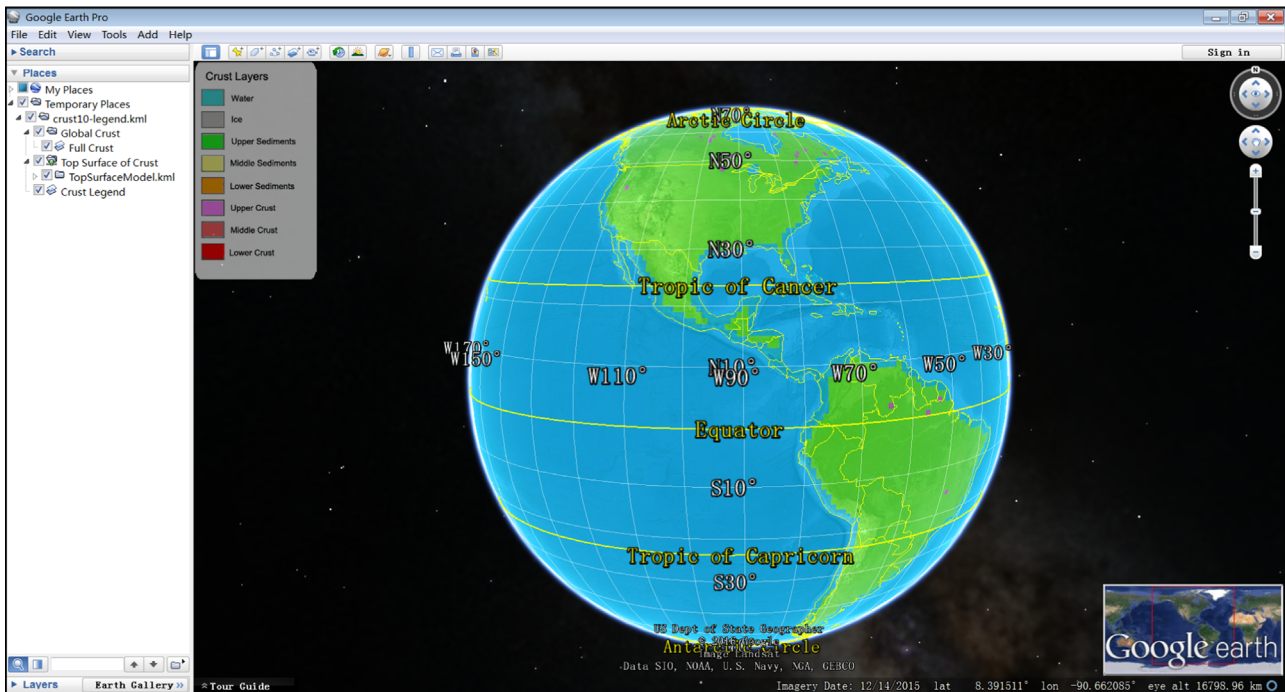 Google Earth Pro
File Edit View Tools Add Help
Search
Sign in
Places
My Places
Temporary Places
crust10-legend.kml
Global Crust
Full Crust
Top Surface of Crust
TopSurfaceModel.kml
Crust Legend
Crust Layers
Water
Ice
Upper Sediments
Middle Sediments
Lower Sediments
Upper Crust
Middle Crust
Lower Crust
N
N70°
Arctic Circle
N50°
N30°
Tropic of Cancer
W170°
W150°
W110°
N10°
W90°
W70°
W50°
W30°
Equator
S10°
Tropic of Capricorn
S30°
US Dept of State Geographer
Antarctic Circle
Image Landsat
Data SIO, NOAA, U.S. Navy, NGA, GEBCO
Google earth
Layers
Earth Gallery »
Tour Guide
Imagery Date: 12/14/2015 lat 8.391511° lon -90.662085° eye alt 16798.96 km